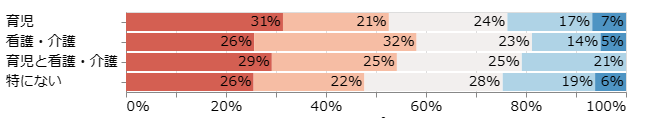 育児 31% 21% 24% 17% 7%
看護・介護 26% 32% 23% 14% 5%
育児と看護・介護 29% 25% 25% 21%
特にない 26% 22% 28% 19% 6%
0% 20% 40% 60% 80% 100%